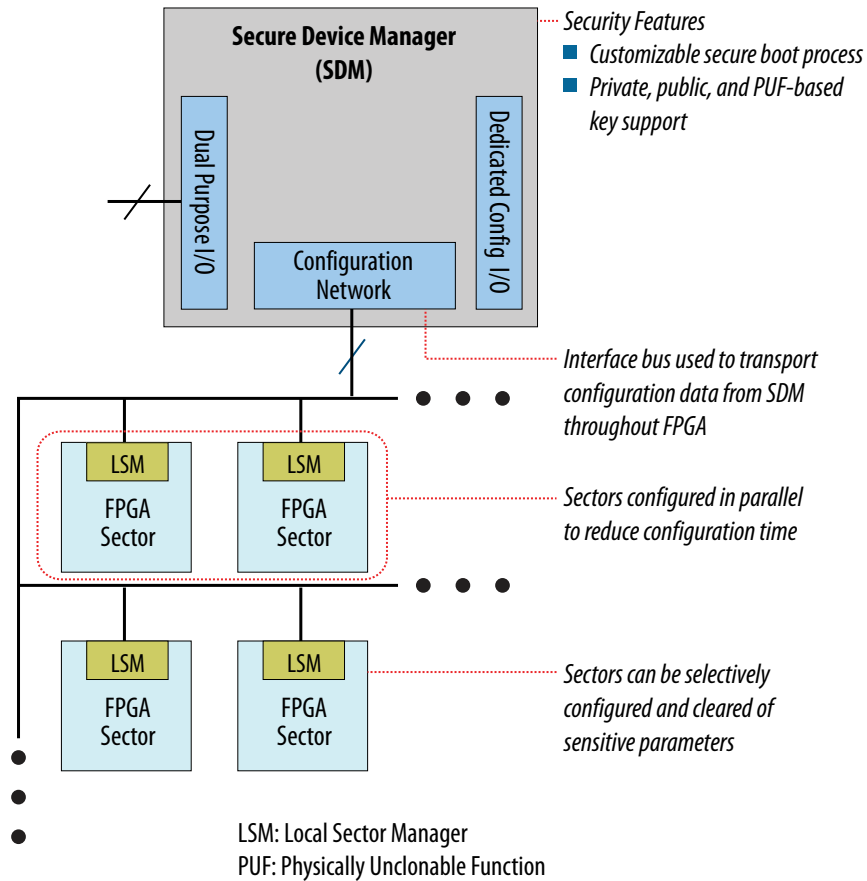 Secure Device Manager
(SDM)
Security Features
Customizable secure boot process
Private, public, and PUF-based
key support
Dual Purpose I/O
Dedicated Config I/O
Configuration
Network
Interface bus used to transport
configuration data from SDM
throughout FPGA
LSM
FPGA
Sector
LSM
FPGA
Sector
Sectors configured in parallel
to reduce configuration time
LSM
FPGA
Sector
LSM
FPGA
Sector
Sectors can be selectively
configured and cleared of
sensitive parameters
LSM: Local Sector Manager
PUF: Physically Unclonable Function